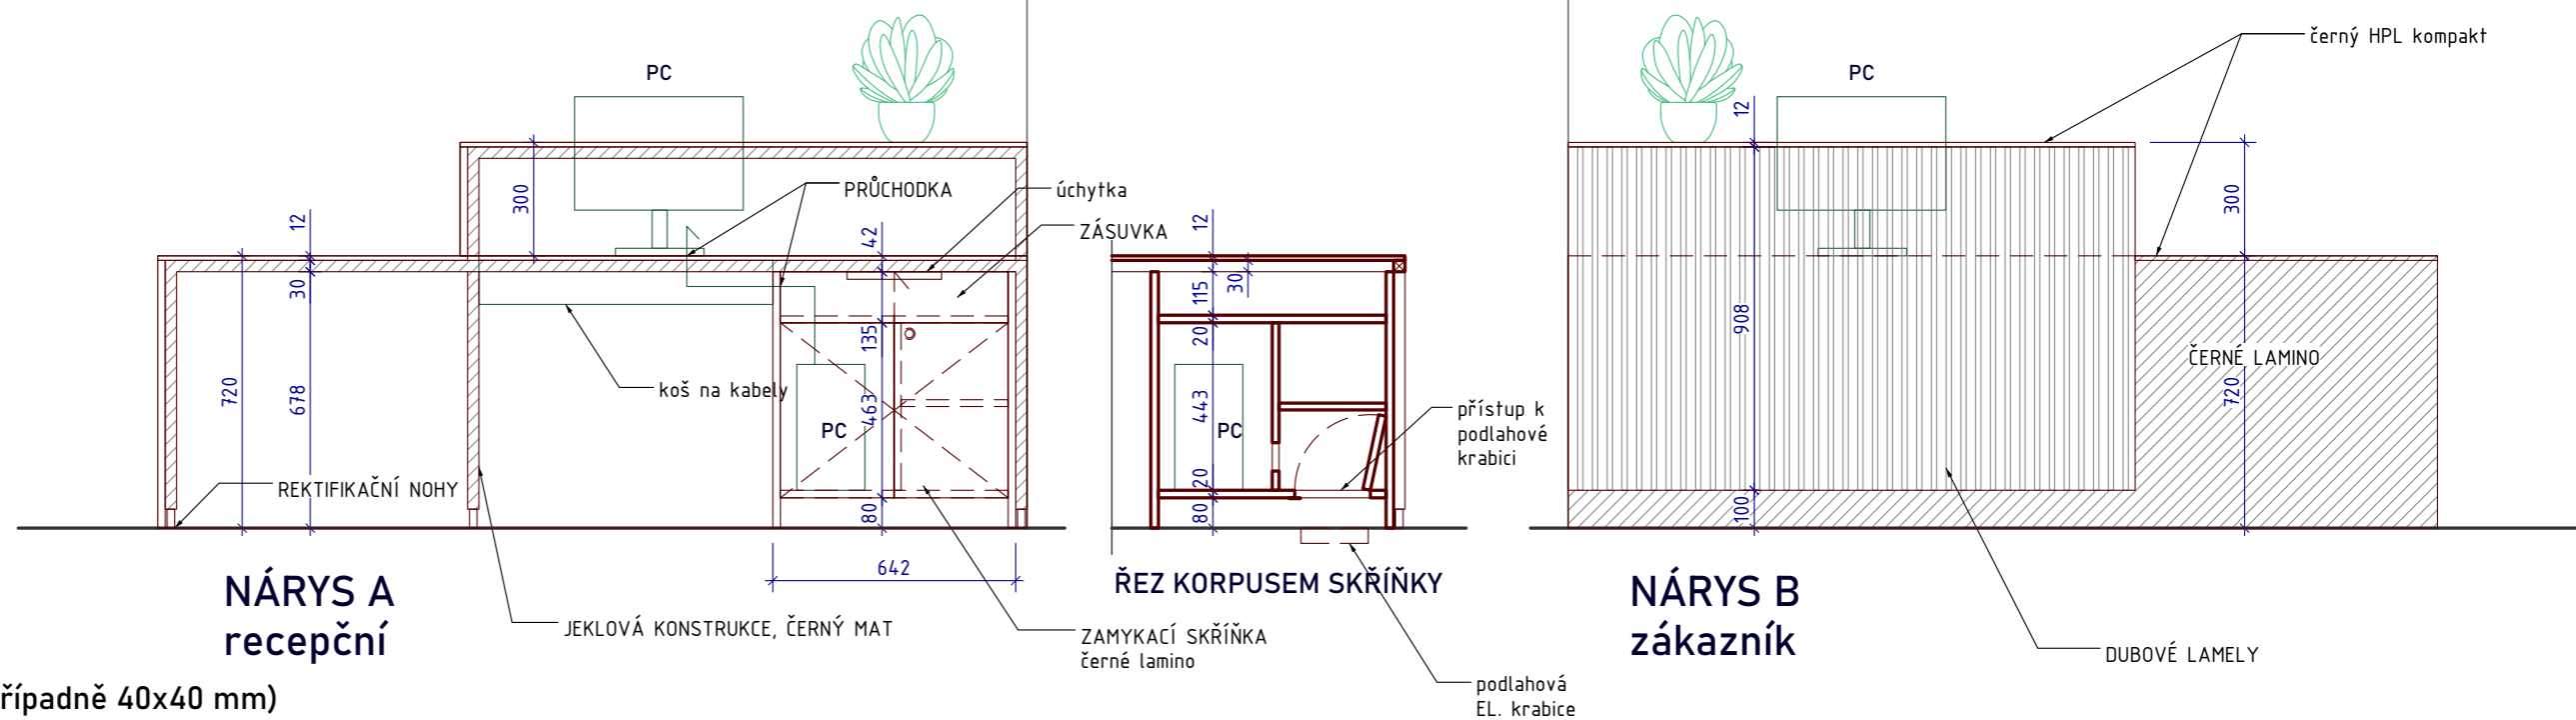 PC
300
12
30
720
678
PRŮCHODKA
úchytka
ZÁSUVKA
42
135
463
80
koš na kabely
PC
REKTIFIKAČNÍ NOHY
642
NÁRYS A
recepční
JEKLOVÁ KONSTRUKCE, ČERNÝ MAT
ZAMYKACÍ SKŘÍŇKA
černé lamino
řípadně 40x40 mm)
12
30
115
20
443
20
80
PC
přístup k
podlahové
krabici
ŘEZ KORPUSEM SKŘÍŇKY
podlahová
EL. krabice
PC
12
908
100
černý HPL kompakt
300
ČERNÉ LAMINO
720
NÁRYS B
zákazník
DUBOVÉ LAMELY